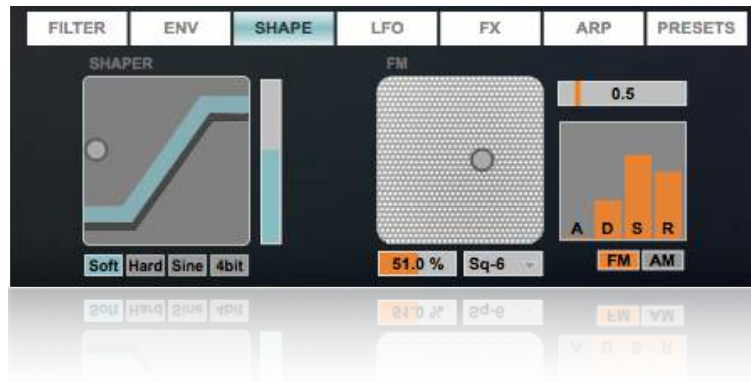 FILTER ENV SHAPE LFO FX ARP PRESETS
SHAPER FM
0.5
A D S R
Soft Hard Sine 4bit 51.0 % Sq-6 FM AM